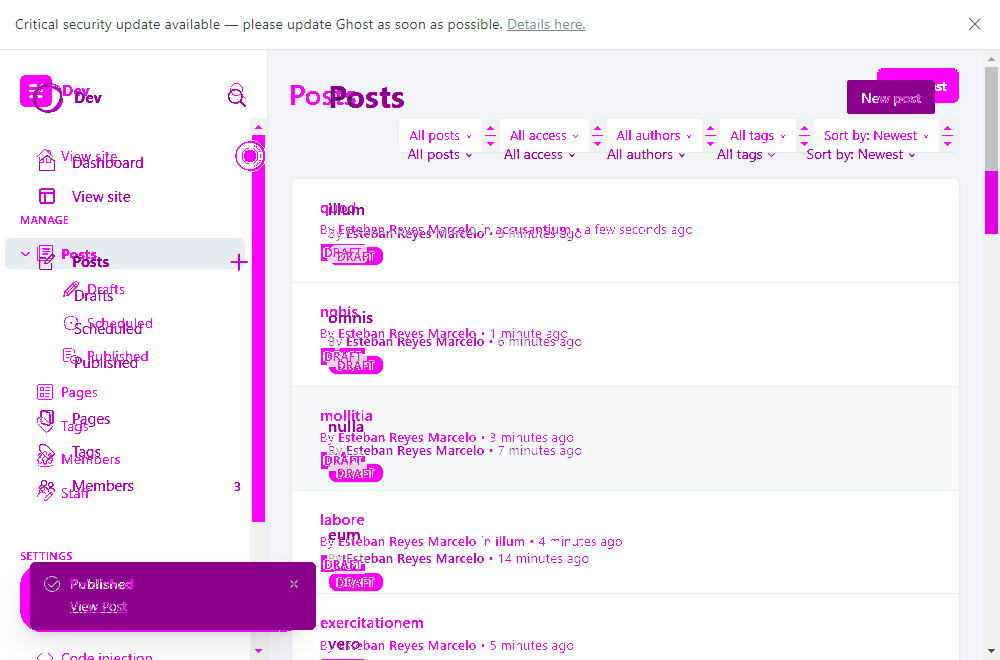 Critical security update available — please update Ghost as soon as possible. Details here.
Dev
Dev
Posts
Posts
New post
All posts All access All authors All tags Sort by: Newest
All posts All access All authors All tags Sort by: Newest
View site
Dashboard
View site
MANAGE
Posts
Posts
Drafts
Drafts
Scheduled
Scheduled
Published
Published
Pages
Pages
Tags
Tags
Members
Members 3
Staff
SETTINGS
Published
View Post
Code injection
quod
illum
By Esteban Reyes Marcelo in accusantium • a few seconds ago
By Esteban Reyes Marcelo
DRAFT
DRAFT
nobis
omnis
By Esteban Reyes Marcelo • 1 minute ago
By Esteban Reyes Marcelo • 6 minutes ago
DRAFT
DRAFT
mollitia
nulla
By Esteban Reyes Marcelo • 3 minutes ago
By Esteban Reyes Marcelo • 7 minutes ago
DRAFT
DRAFT
labore
eum
By Esteban Reyes Marcelo in illum • 4 minutes ago
By Esteban Reyes Marcelo • 14 minutes ago
DRAFT
DRAFT
exercitationem
vero
By Esteban Reyes Marcelo • 5 minutes ago